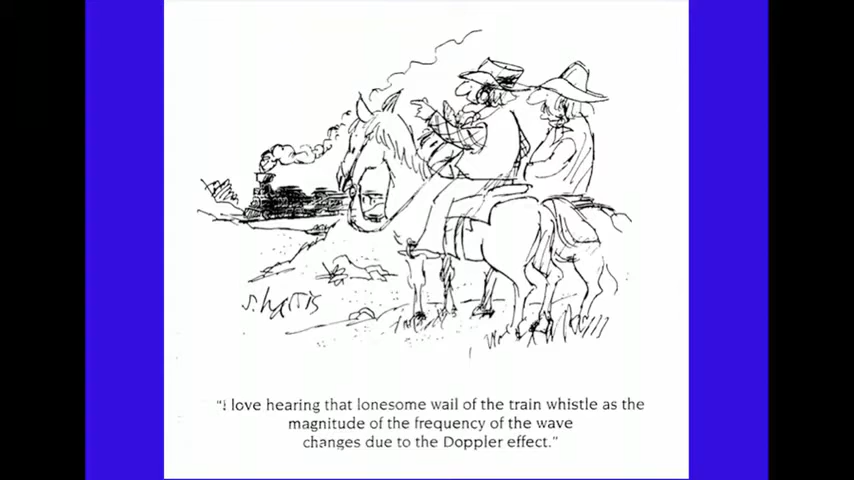 s.harris
"I love hearing that lonesome wail of the train whistle as the
magnitude of the frequency of the wave
changes due to the Doppler effect."